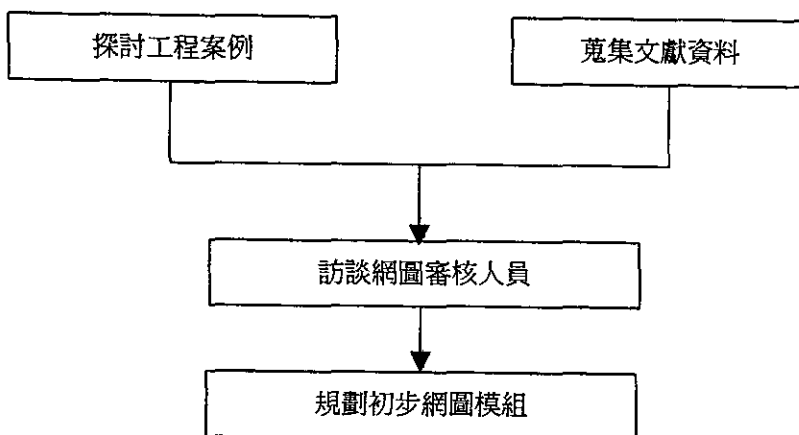 探討工程案例
蒐集文獻資料
訪談網圖審核人員
規劃初步網圖模組